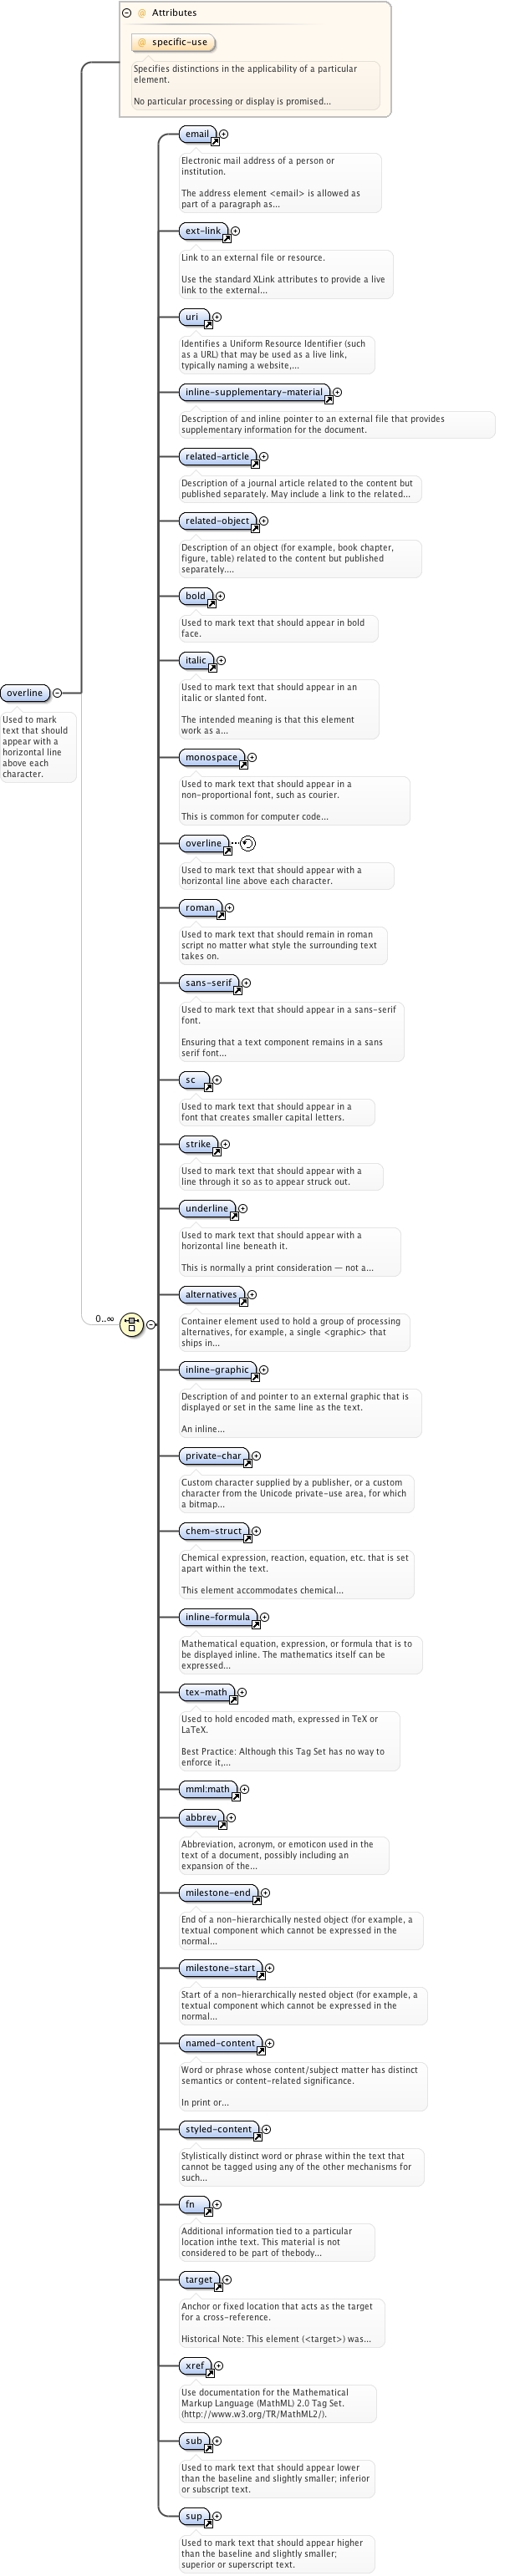 Attributes
@ specific-use
Specifies distinctions in the applicability of a particular
element.
No particular processing or display is promised...
email
Electronic mail address of a person or
institution.
The address element <email> is allowed as
part of a paragraph as...
ext-link
Link to an external file or resource.
Use the standard XLink attributes to provide a live
link to the external...
uri
Identifies a Uniform Resource Identifier (such
as a URL) that may be used as a live link,
typically naming a website,...
inline-supplementary-material
Description of and inline pointer to an external file that provides
supplementary information for the document.
related-article
Description of a journal article related to the content but
published separately. May include a link to the related...
related-object
Description of an object (for example, book chapter,
figure, table) related to the content but published
separately....
bold
Used to mark text that should appear in bold
face.
italic
Used to mark text that should appear in an
italic or slanted font.
The intended meaning is that this element
work as a...
overline
Used to mark
text that should
appear with a
horizontal line
above each
character.
monospace
Used to mark text that should appear in a
non-proportional font, such as courier.
This is common for computer code...
overline
Used to mark text that should appear with a
horizontal line above each character.
roman
Used to mark text that should remain in roman
script no matter what style the surrounding text
takes on.
sans-serif
Used to mark text that should appear in a sans-serif
font.
Ensuring that a text component remains in a sans
serif font...
sc
Used to mark text that should appear in a
font that creates smaller capital letters.
strike
Used to mark text that should appear with a
line through it so as to appear struck out.
underline
Used to mark text that should appear with a
horizontal line beneath it.
This is normally a print consideration — not a...
alternatives
0..∞
Container element used to hold a group of processing
alternatives, for example, a single <graphic> that
ships in...
inline-graphic
Description of and pointer to an external graphic that is
displayed or set in the same line as the text.
An inline...
private-char
Custom character supplied by a publisher, or a custom
character from the Unicode private-use area, for which
a bitmap...
chem-struct
Chemical expression, reaction, equation, etc. that is set
apart within the text.
This element accommodates chemical...
inline-formula
Mathematical equation, expression, or formula that is to
be displayed inline. The mathematics itself can be
expressed...
tex-math
Used to hold encoded math, expressed in TeX or
LaTeX.
Best Practice: Although this Tag Set has no way to
enforce it,...
mml:math
abbrev
Abbreviation, acronym, or emoticon used in the
text of a document, possibly including an
expansion of the...
milestone-end
End of a non-hierarchically nested object (for example, a
textual component which cannot be expressed in the
normal...
milestone-start
Start of a non-hierarchically nested object (for example, a
textual component which cannot be expressed in the
normal...
named-content
Word or phrase whose content/subject matter has distinct
semantics or content-related significance.
In print or...
styled-content
Stylistically distinct word or phrase within the text that
cannot be tagged using any of the other mechanisms for
such...
fn
Additional information tied to a particular
location inthe text. This material is not
considered to be part of thebody...
target
Anchor or fixed location that acts as the target
for a cross-reference.
Historical Note: This element (<target>) was...
xref
Use documentation for the Mathematical
Markup Language (MathML) 2.0 Tag Set.
(http://www.w3.org/TR/MathML2/).
sub
Used to mark text that should appear lower
than the baseline and slightly smaller; inferior
or subscript text.
sup
Used to mark text that should appear higher
than the baseline and slightly smaller;
superior or superscript text.